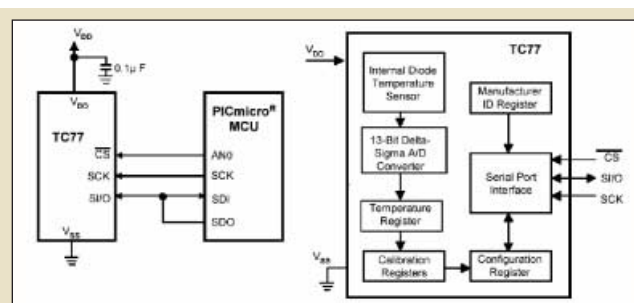 VDD
0.1µ F
VDD
TC77
CS
SCK
SI/O
VSS
PICmicro® MCU
AN0
SCK
SDI
SDO
TC77
VDD
Internal Diode
Temperature
Sensor
13-Bit Delta-
Sigma A/D
Converter
Temperature
Register
VSS
Calibration
Registers
Manufacturer
ID Register
Serial Port
Interface
Configuration
Register
CS
SI/O
SCK